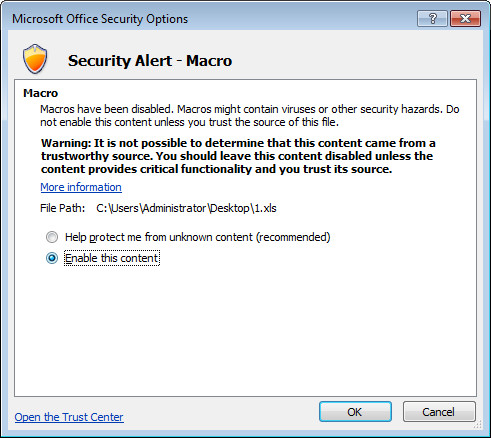 Microsoft Office Security Options
Security Alert - Macro
Macro
Macros have been disabled. Macros might contain viruses or other security hazards. Do
not enable this content unless you trust the source of this file.
Warning: It is not possible to determine that this content came from a
trustworthy source. You should leave this content disabled unless the
content provides critical functionality and you trust its source.
More information
File Path: C:\Users\Administrator\Desktop\1.xls
Help protect me from unknown content (recommended)
Enable this content
Open the Trust Center
OK
Cancel